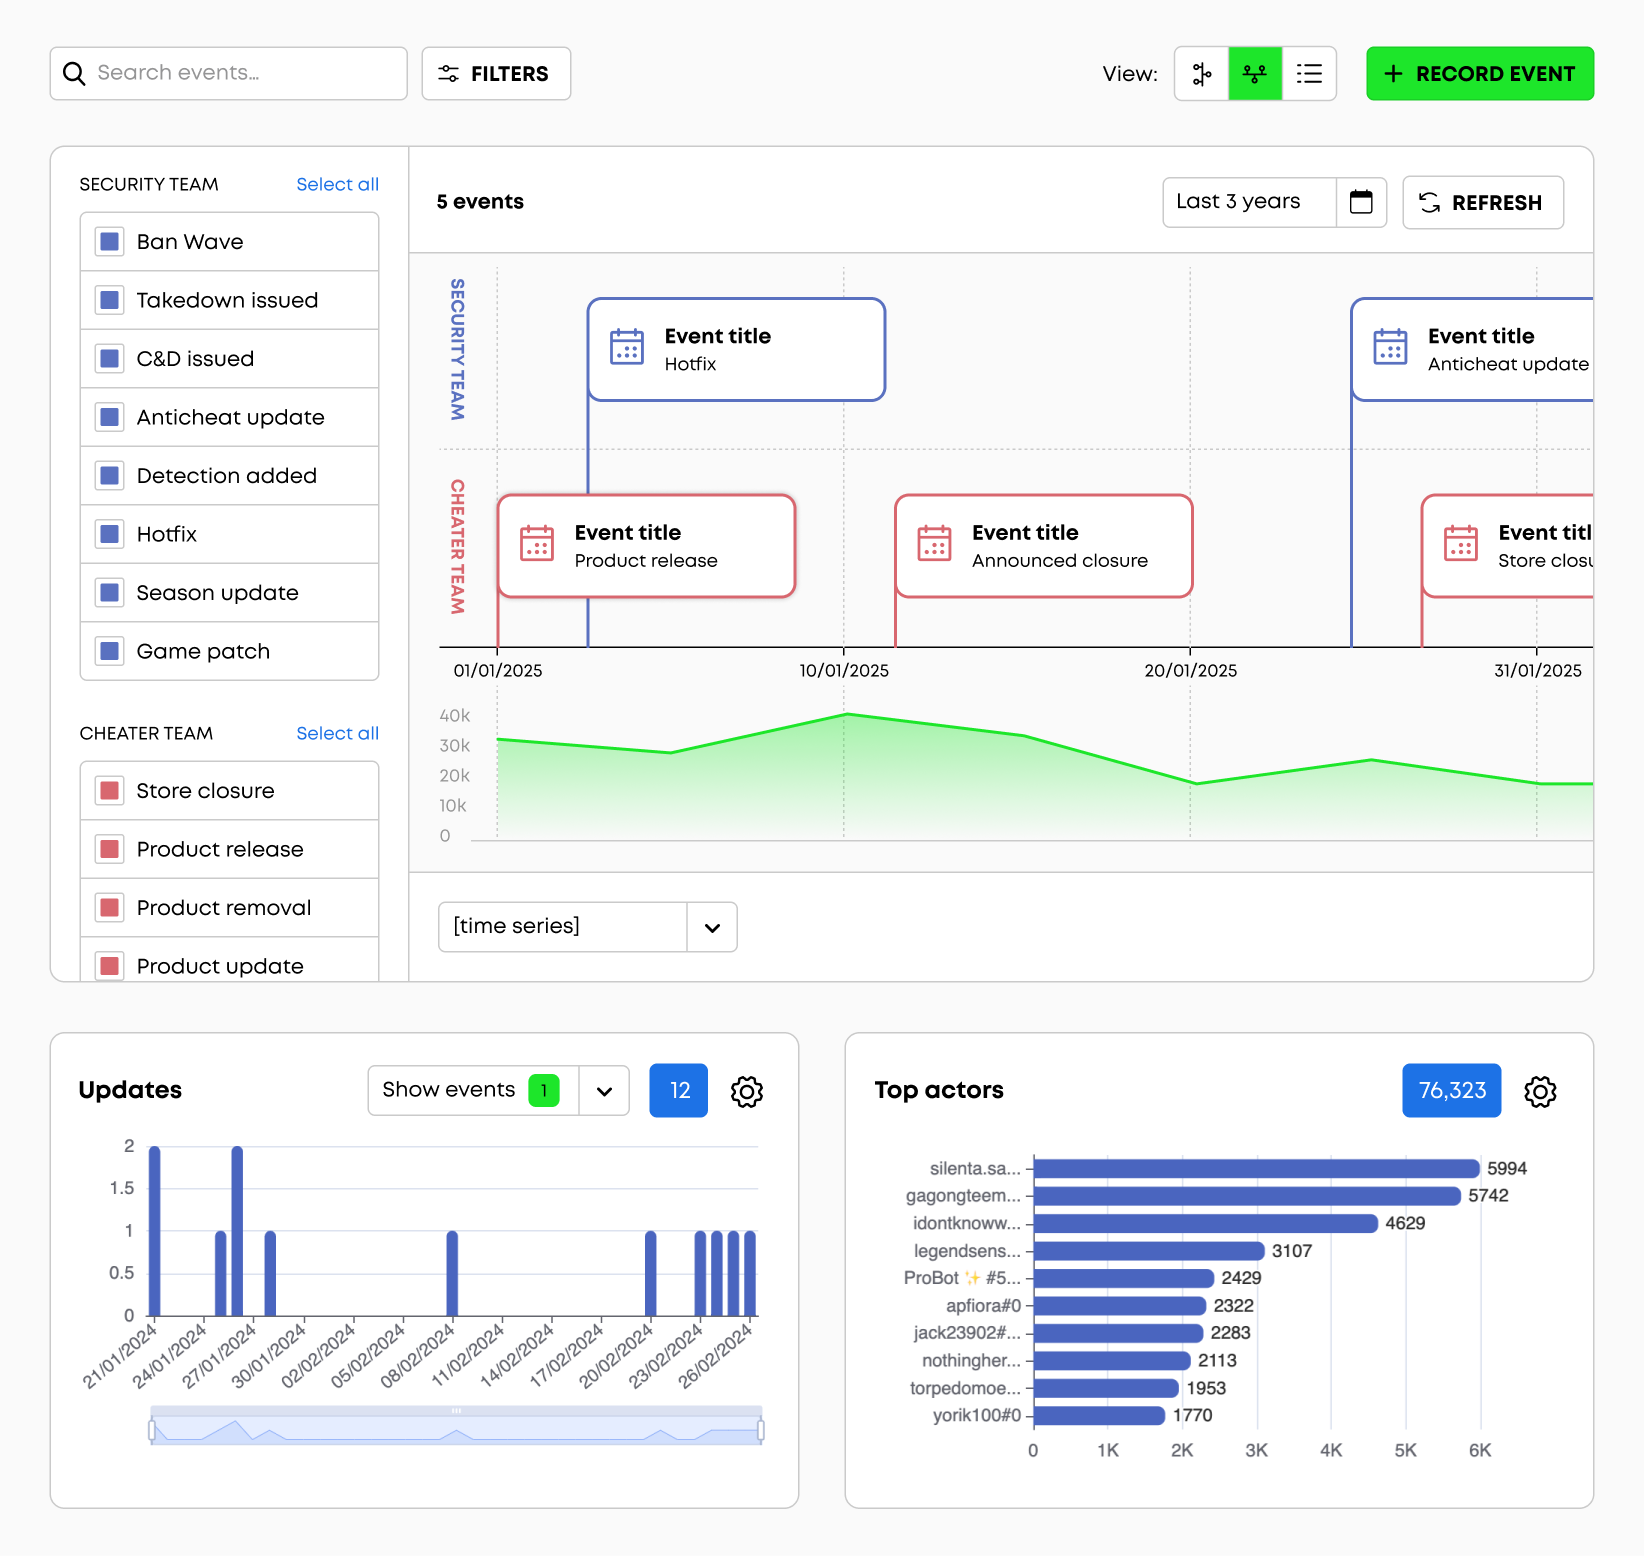 Search events...
FILTERS
View:
+ RECORD EVENT
SECURITY TEAM
Select all
Ban Wave
Takedown issued
C&D issued
Anticheat update
Detection added
Hotfix
Season update
Game patch
CHEATER TEAM
Select all
Store closure
Product release
Product removal
Product update
5 events
Last 3 years
REFRESH
SECURITY TEAM
Event title
Hotfix
Event title
Anticheat update
CHEATER TEAM
Event title
Product release
Event title
Announced closure
Event titl
Store closu
01/01/2025
10/01/2025
20/01/2025
31/01/2025
40k
30k
20k
10k
0
[time series]
Updates
Show events 1
12
2
1.5
1
0.5
0
21/01/2024
24/01/2024
27/01/2024
30/01/2024
02/02/2024
05/02/2024
08/02/2024
11/02/2024
14/02/2024
17/02/2024
20/02/2024
23/02/2024
26/02/2024
Top actors
76,323
silenta.sa... 5994
gagongteem... 5742
idontknoww... 4629
legendsens... 3107
ProBot ✨ #5... 2429
apfiora#0 2322
jack23902#... 2283
nothingher... 2113
torpedomoe... 1953
yorik100#0 1770
0 1K 2K 3K 4K 5K 6K